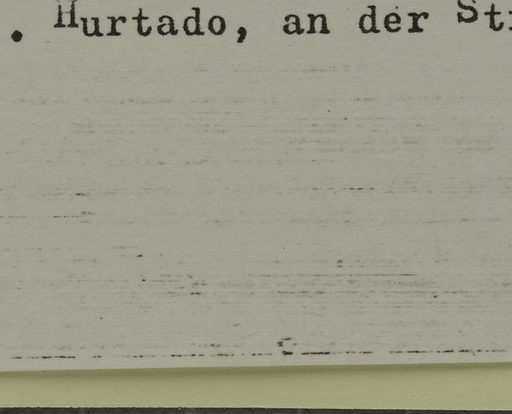 . Hurtado, an der